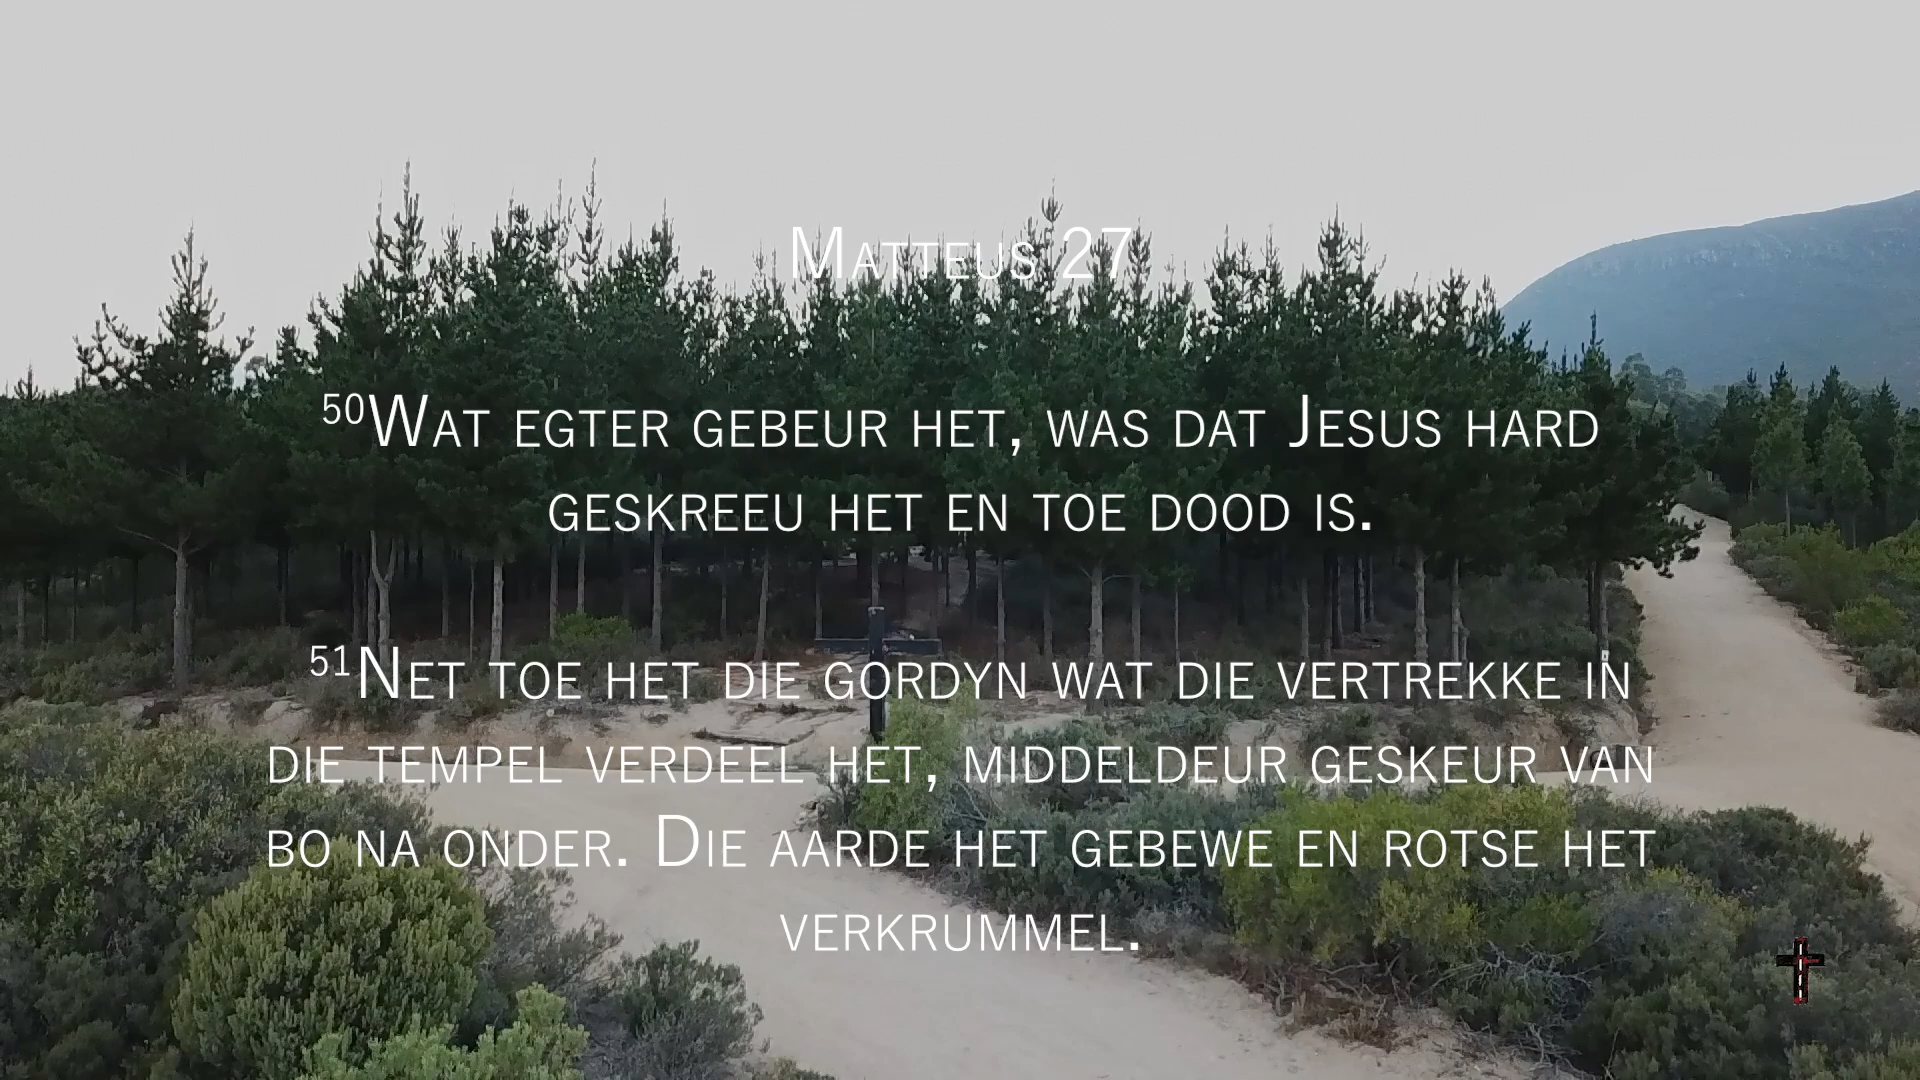 Matteus 27
50Wat egter gebeur het, was dat Jesus hard
geskreeu het en toe dood is.
51Net toe het die gordyn wat die vertrekke in
die tempel verdeel het, middeldeur geskeur van
bo na onder. Die aarde het gebewe en rotse het
verkrummel.